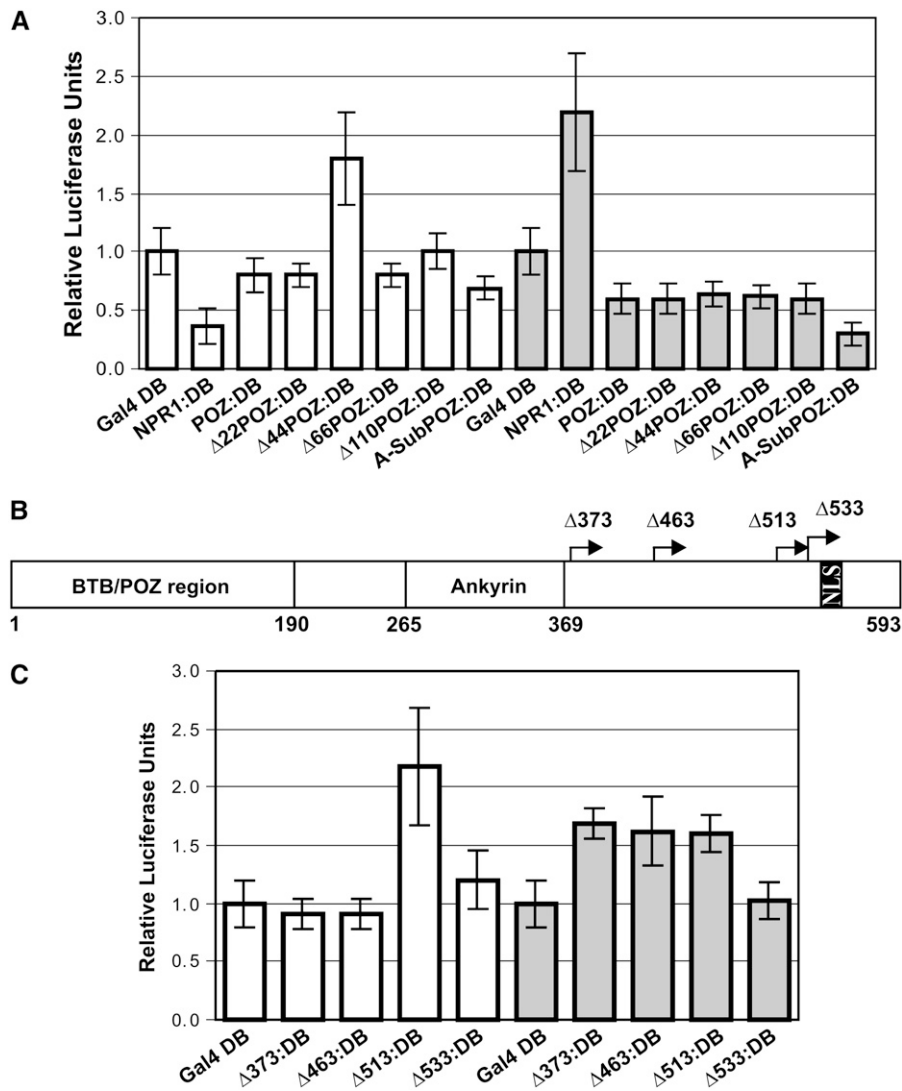 A
Relative Luciferase Units
3.0
2.5
2.0
1.5
1.0
0.5
0.0
Gal4 DB
NPR1:DB
POZ:DB
Δ22POZ:DB
Δ44POZ:DB
Δ66POZ:DB
Δ110POZ:DB
A-SubPOZ:DB
Gal4 DB
NPR1:DB
POZ:DB
Δ22POZ:DB
Δ44POZ:DB
Δ66POZ:DB
Δ110POZ:DB
A-SubPOZ:DB
B
Δ373
Δ463
Δ513
Δ533
BTB/POZ region
Ankyrin
NLS
1
190
265
369
593
C
Relative Luciferase Units
3.0
2.5
2.0
1.5
1.0
0.5
0.0
Gal4 DB
Δ373:DB
Δ463:DB
Δ513:DB
Δ533:DB
Gal4 DB
Δ373:DB
Δ463:DB
Δ513:DB
Δ533:DB